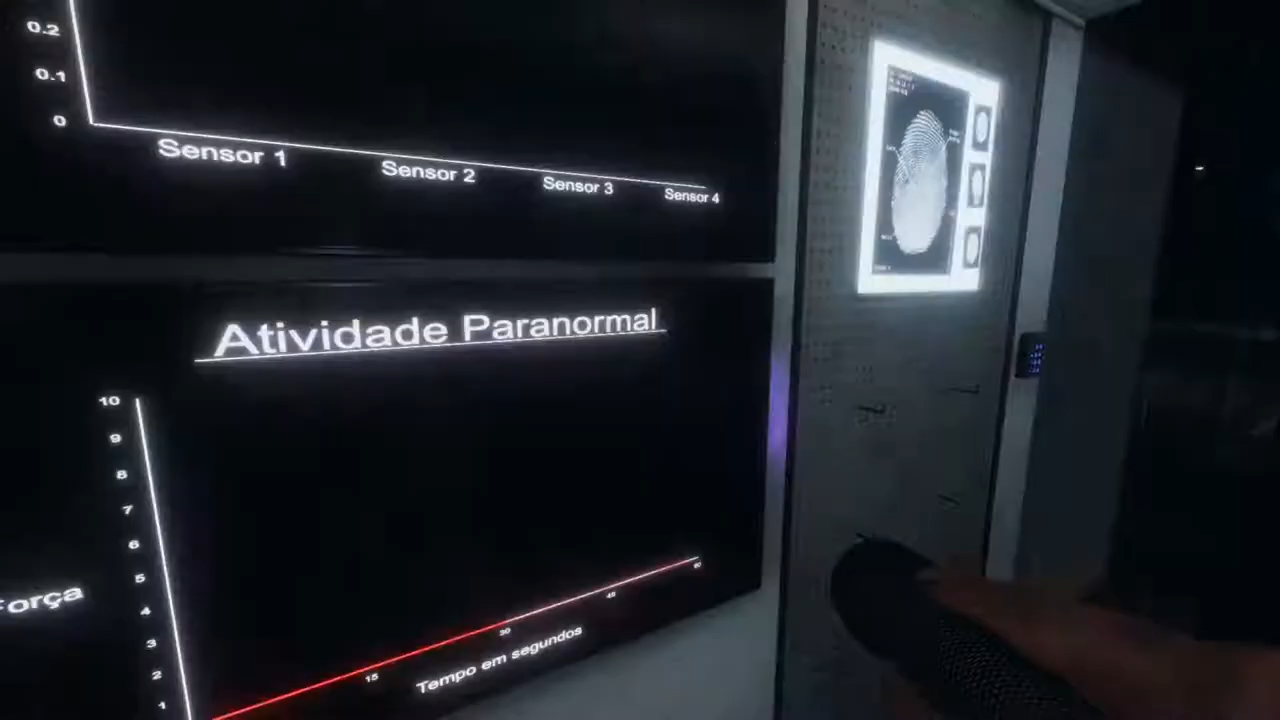 0.2
0.1
0
Sensor 1
Sensor 2
Sensor 3
Sensor 4
Atividade Paranormal
10
9
8
7
6
5
4
3
2
1
Força
15
30
45
60
Tempo em segundos